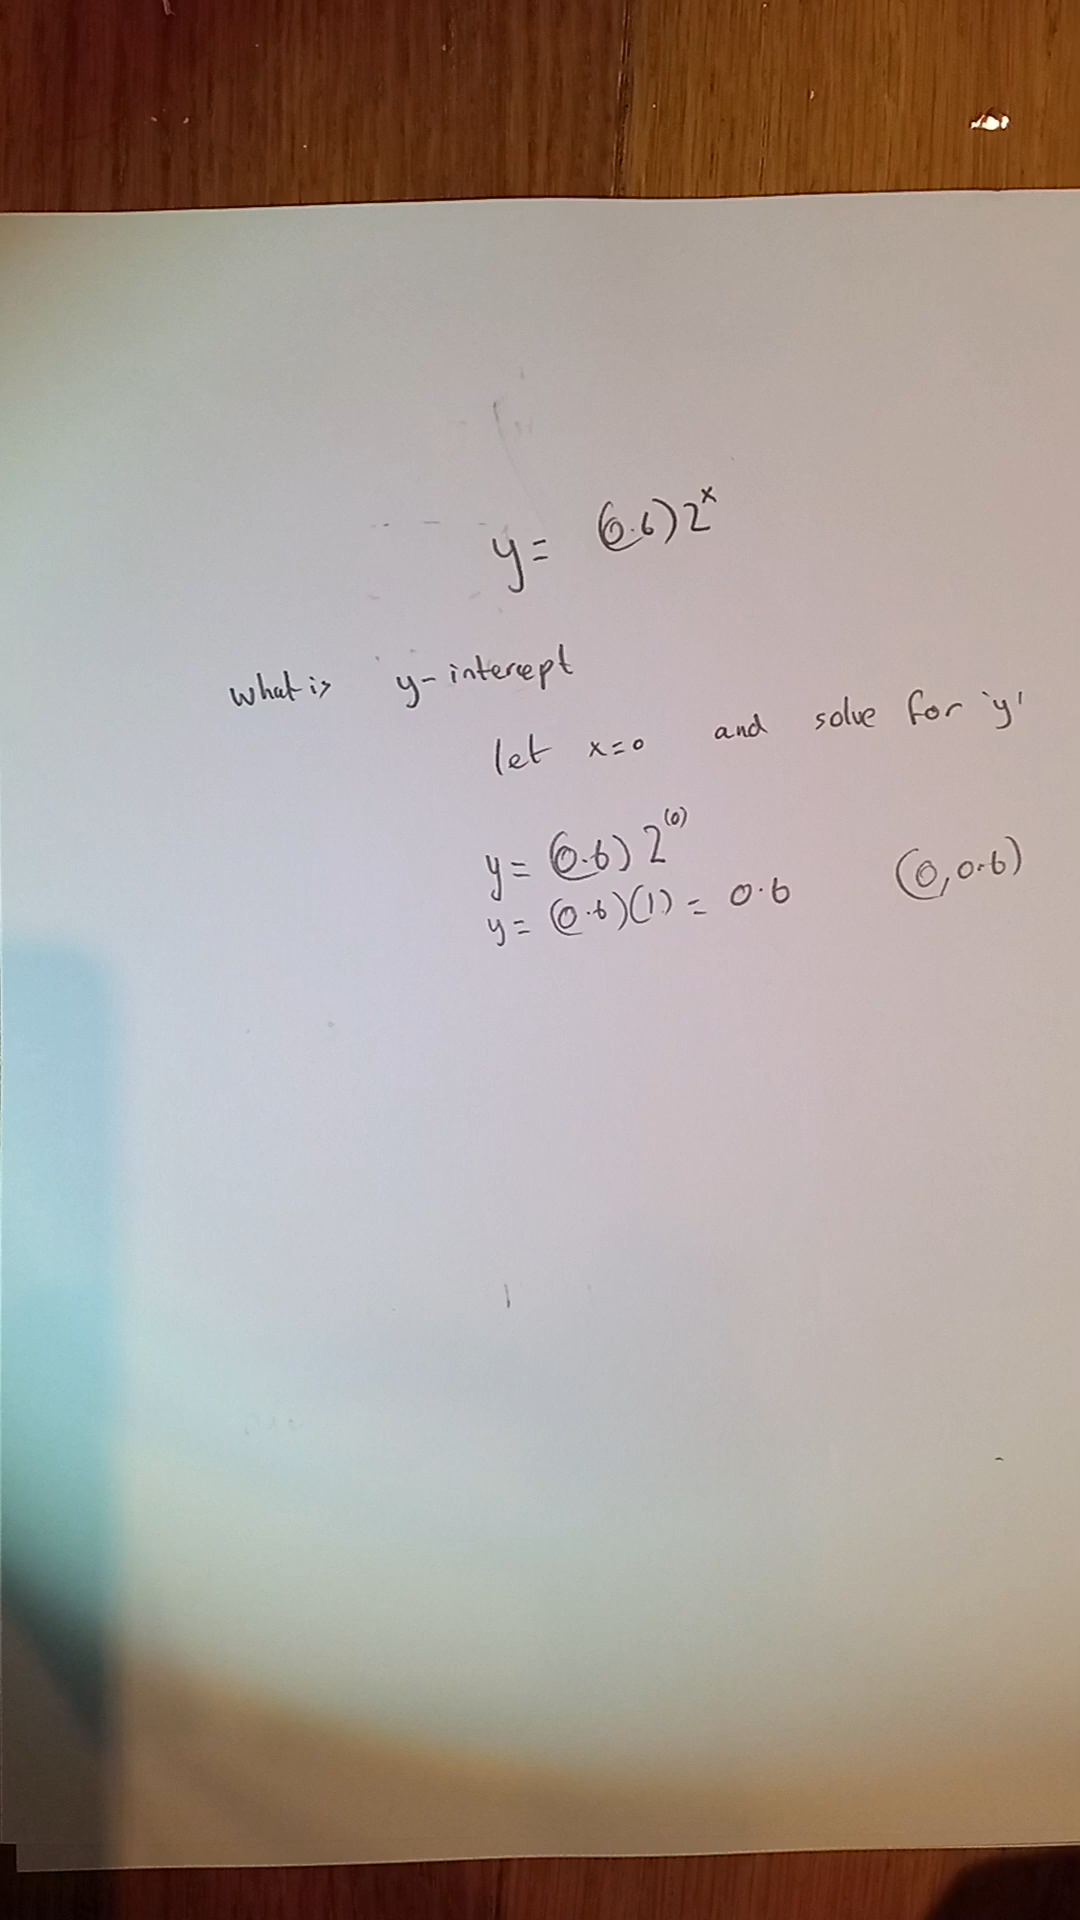 y = (0.6)2^x
what is y-intercept
let x=0 and solve for 'y'
y = (0.6) 2^(0)
y = (0.6)(1) = 0.6 (0,0.6)